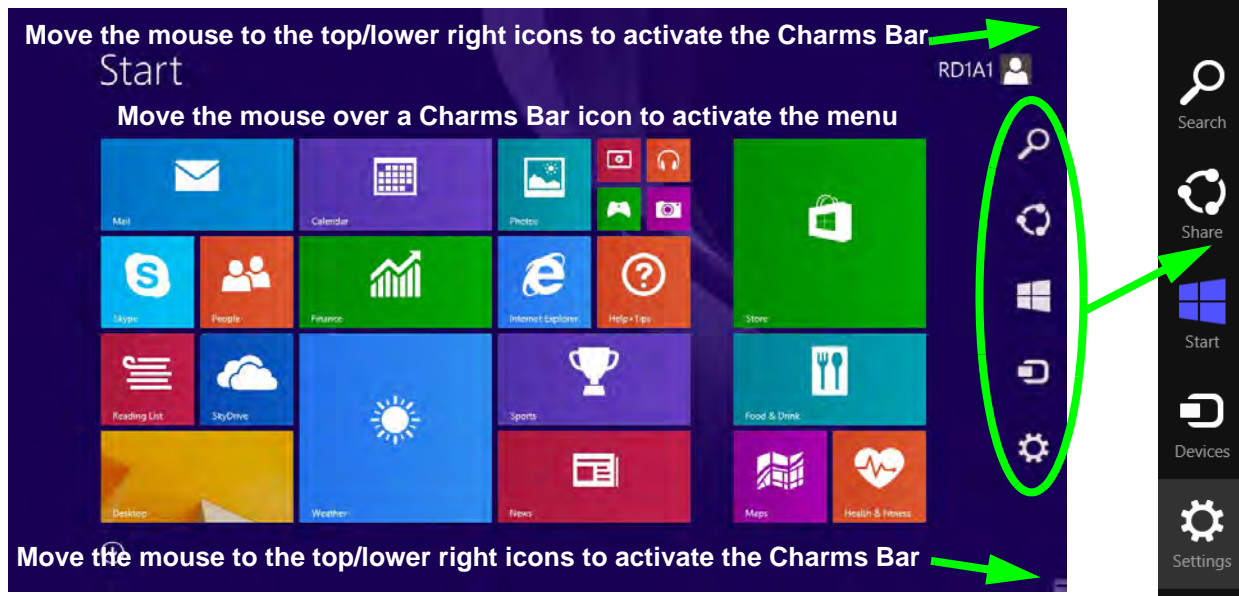 Move the mouse to the top/lower right icons to activate the Charms Bar
Start
RD1A1
Move the mouse over a Charms Bar icon to activate the menu
Mail
Calendar
Photos
Skype
People
Finance
Internet Explorer
Help+Tips
Store
Reading List
SkyDrive
Sports
Food & Drink
Desktop
Weather
News
Maps
Health & Fitness
Move the mouse to the top/lower right icons to activate the Charms Bar
Search
Share
Start
Devices
Settings